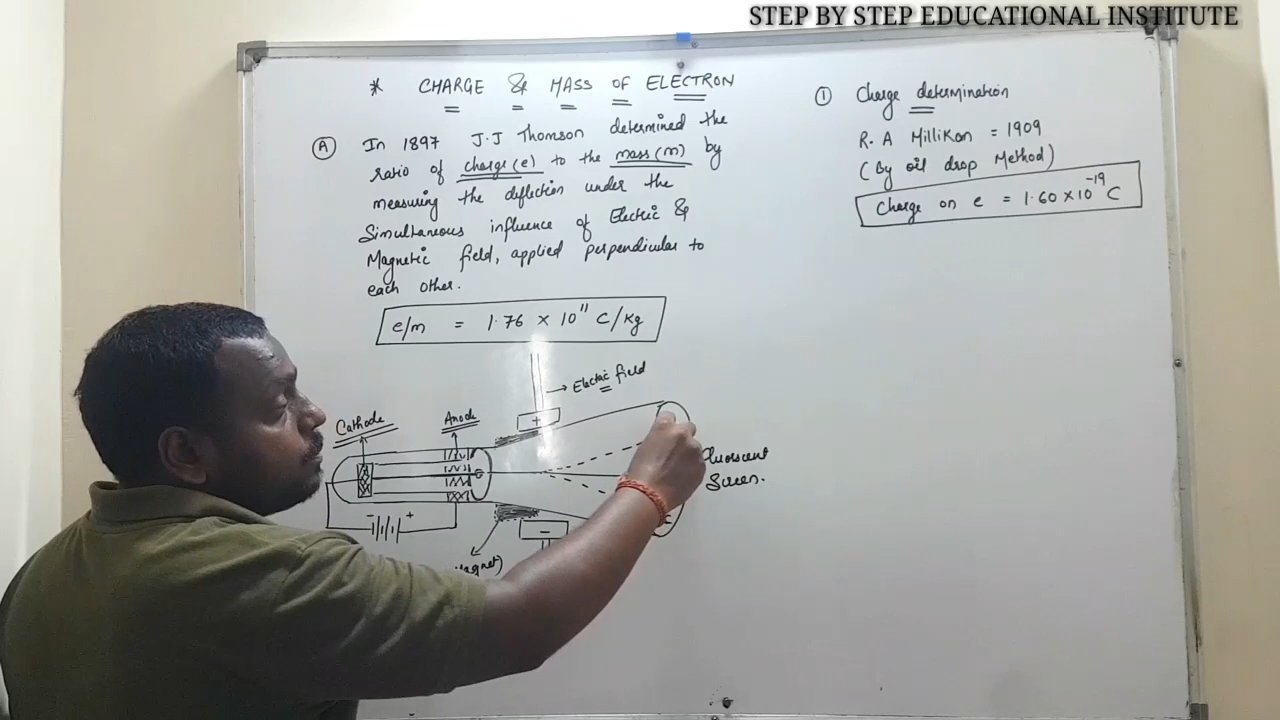 STEP BY STEP EDUCATIONAL INSTITUTE
* CHARGE & MASS OF ELECTRON
(A) In 1897 J.J Thomson determined the
ratio of charge(e) to the mass(m) by
measuring the deflection under the
Simultaneous influence of Electric &
Magnetic field, applied perpendicular to
each other.
e/m = 1.76 × 10¹¹ C/kg
Electric field
Cathode
Anode
+
Screen.
- +
-
① Charge determination
R.A Millikan = 1909
(By oil drop Method)
Charge on e = 1.60 × 10⁻¹⁹ C